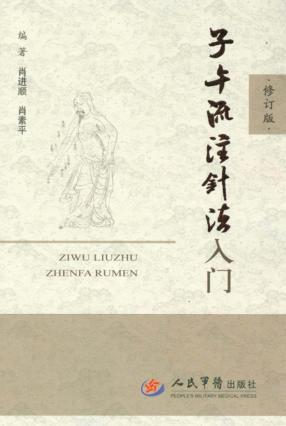 子午流注针法入门
·修订版·
编著 肖进顺 肖素平
ZIWU LIUZHU
ZHENFA RUMEN
人民军医出版社
PEOPLE'S MILITARY MEDICAL PRESS